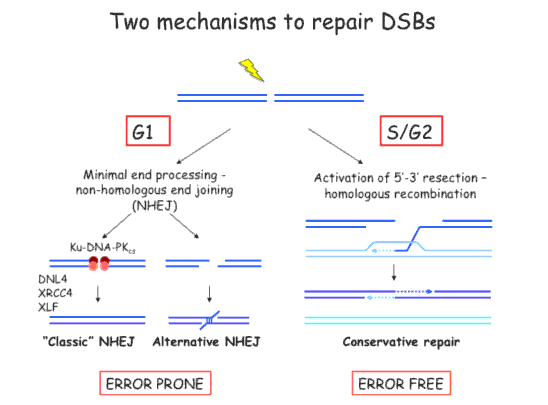 Two mechanisms to repair DSBs
G1
S/G2
Minimal end processing -
non-homologous end joining
(NHEJ)
Activation of 5'-3' resection –
homologous recombination
Ku-DNA-PKcs
DNL4
XRCC4
XLF
"Classic" NHEJ
Alternative NHEJ
Conservative repair
ERROR PRONE
ERROR FREE